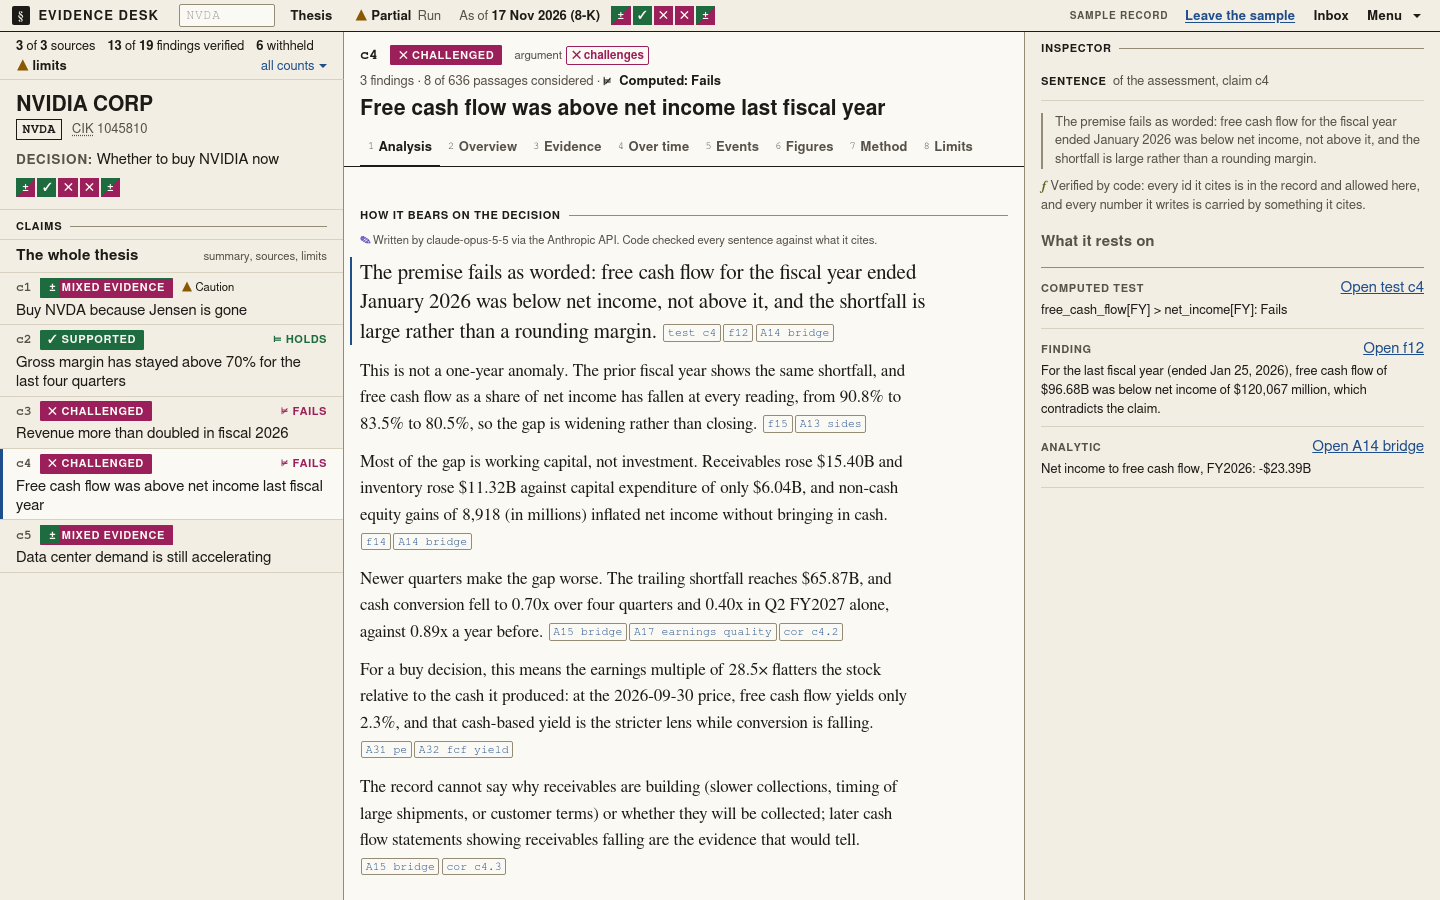 § EVIDENCE DESK NVDA Thesis Partial Run As of 17 Nov 2026 (8-K) ± ✓ ✕ ✕ ± SAMPLE RECORD Leave the sample Inbox Menu
3 of 3 sources 13 of 19 findings verified 6 withheld
limits all counts
NVIDIA CORP
NVDA CIK 1045810
DECISION: Whether to buy NVIDIA now
± ✓ ✕ ✕ ±
CLAIMS
The whole thesis summary, sources, limits
c1 ± MIXED EVIDENCE Caution
Buy NVDA because Jensen is gone
c2 ✓ SUPPORTED ⊨ HOLDS
Gross margin has stayed above 70% for the
last four quarters
c3 ✕ CHALLENGED ⊭ FAILS
Revenue more than doubled in fiscal 2026
c4 ✕ CHALLENGED ⊭ FAILS
Free cash flow was above net income last fiscal
year
c5 ± MIXED EVIDENCE
Data center demand is still accelerating
c4 ✕ CHALLENGED argument ✕ challenges
3 findings · 8 of 636 passages considered · ⊭ Computed: Fails
Free cash flow was above net income last fiscal year
1 Analysis 2 Overview 3 Evidence 4 Over time 5 Events 6 Figures 7 Method 8 Limits
HOW IT BEARS ON THE DECISION
✎ Written by claude-opus-5-5 via the Anthropic API. Code checked every sentence against what it cites.
The premise fails as worded: free cash flow for the fiscal year ended
January 2026 was below net income, not above it, and the shortfall is
large rather than a rounding margin. test c4 f12 A14 bridge
This is not a one-year anomaly. The prior fiscal year shows the same shortfall, and
free cash flow as a share of net income has fallen at every reading, from 90.8% to
83.5% to 80.5%, so the gap is widening rather than closing. f15 A13 sides
Most of the gap is working capital, not investment. Receivables rose $15.40B and
inventory rose $11.32B against capital expenditure of only $6.04B, and non-cash
equity gains of 8,918 (in millions) inflated net income without bringing in cash.
f14 A14 bridge
Newer quarters make the gap worse. The trailing shortfall reaches $65.87B, and
cash conversion fell to 0.70x over four quarters and 0.40x in Q2 FY2027 alone,
against 0.89x a year before. A15 bridge A17 earnings quality cor c4.2
For a buy decision, this means the earnings multiple of 28.5× flatters the stock
relative to the cash it produced: at the 2026-09-30 price, free cash flow yields only
2.3%, and that cash-based yield is the stricter lens while conversion is falling.
A31 pe A32 fcf yield
The record cannot say why receivables are building (slower collections, timing of
large shipments, or customer terms) or whether they will be collected; later cash
flow statements showing receivables falling are the evidence that would tell.
A15 bridge cor c4.3
INSPECTOR
SENTENCE of the assessment, claim c4
The premise fails as worded: free cash flow for the fiscal year
ended January 2026 was below net income, not above it, and the
shortfall is large rather than a rounding margin.
ƒ Verified by code: every id it cites is in the record and allowed here,
and every number it writes is carried by something it cites.
What it rests on
COMPUTED TEST Open test c4
free_cash_flow[FY] > net_income[FY]: Fails
FINDING Open f12
For the last fiscal year (ended Jan 25, 2026), free cash flow of
$96.68B was below net income of $120,067 million, which
contradicts the claim.
ANALYTIC Open A14 bridge
Net income to free cash flow, FY2026: -$23.39B